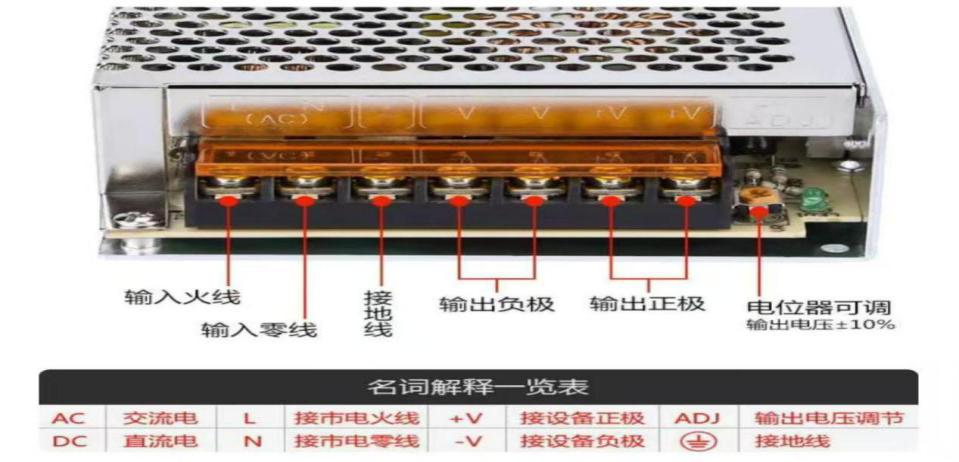 N
(AC)
V V +V +V
ADJ
输入火线
输入零线
接地线
输出负极
输出正极
电位器可调
输出电压±10%
名词解释一览表
AC 交流电 L 接市电火线 +V 接设备正极 ADJ 输出电压调节
DC 直流电 N 接市电零线 -V 接设备负极 接地线